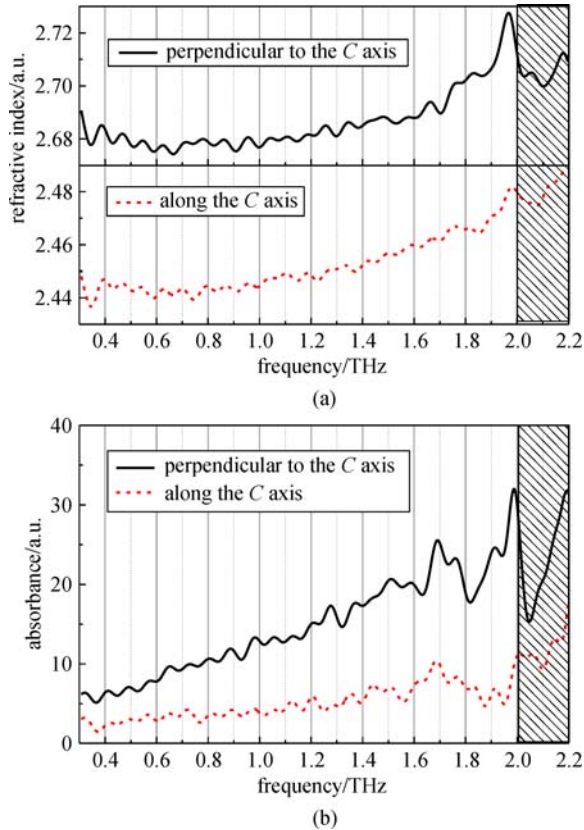 2.72
2.70
2.68
2.48
2.46
2.44
refractive index/a.u.
perpendicular to the C axis
along the C axis
0.4 0.6 0.8 1.0 1.2 1.4 1.6 1.8 2.0 2.2
frequency/THz
(a)
40
30
20
10
0
absorbance/a.u.
perpendicular to the C axis
along the C axis
0.4 0.6 0.8 1.0 1.2 1.4 1.6 1.8 2.0 2.2
frequency/THz
(b)